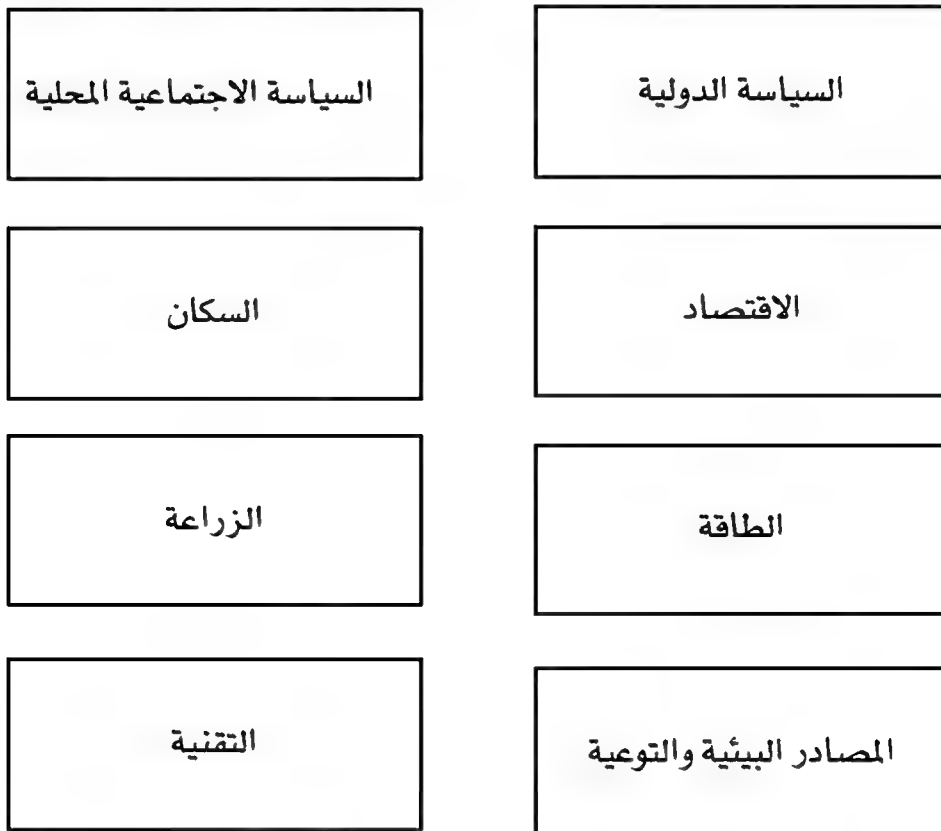 السياسة الدولية
السياسة الاجتماعية المحلية
الاقتصاد
السكان
الطاقة
الزراعة
المصادر البيئية والتوعية
التقنية